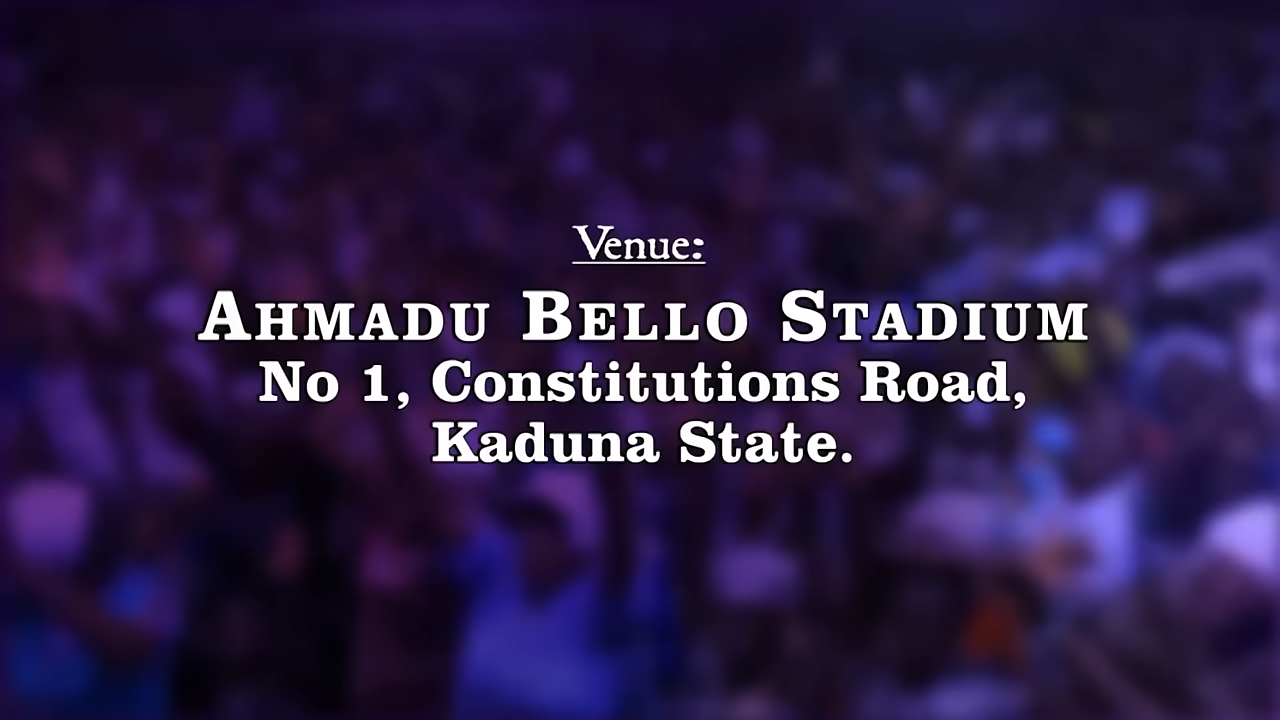 Venue:
AHMADU BELLO STADIUM
No 1, Constitutions Road,
Kaduna State.